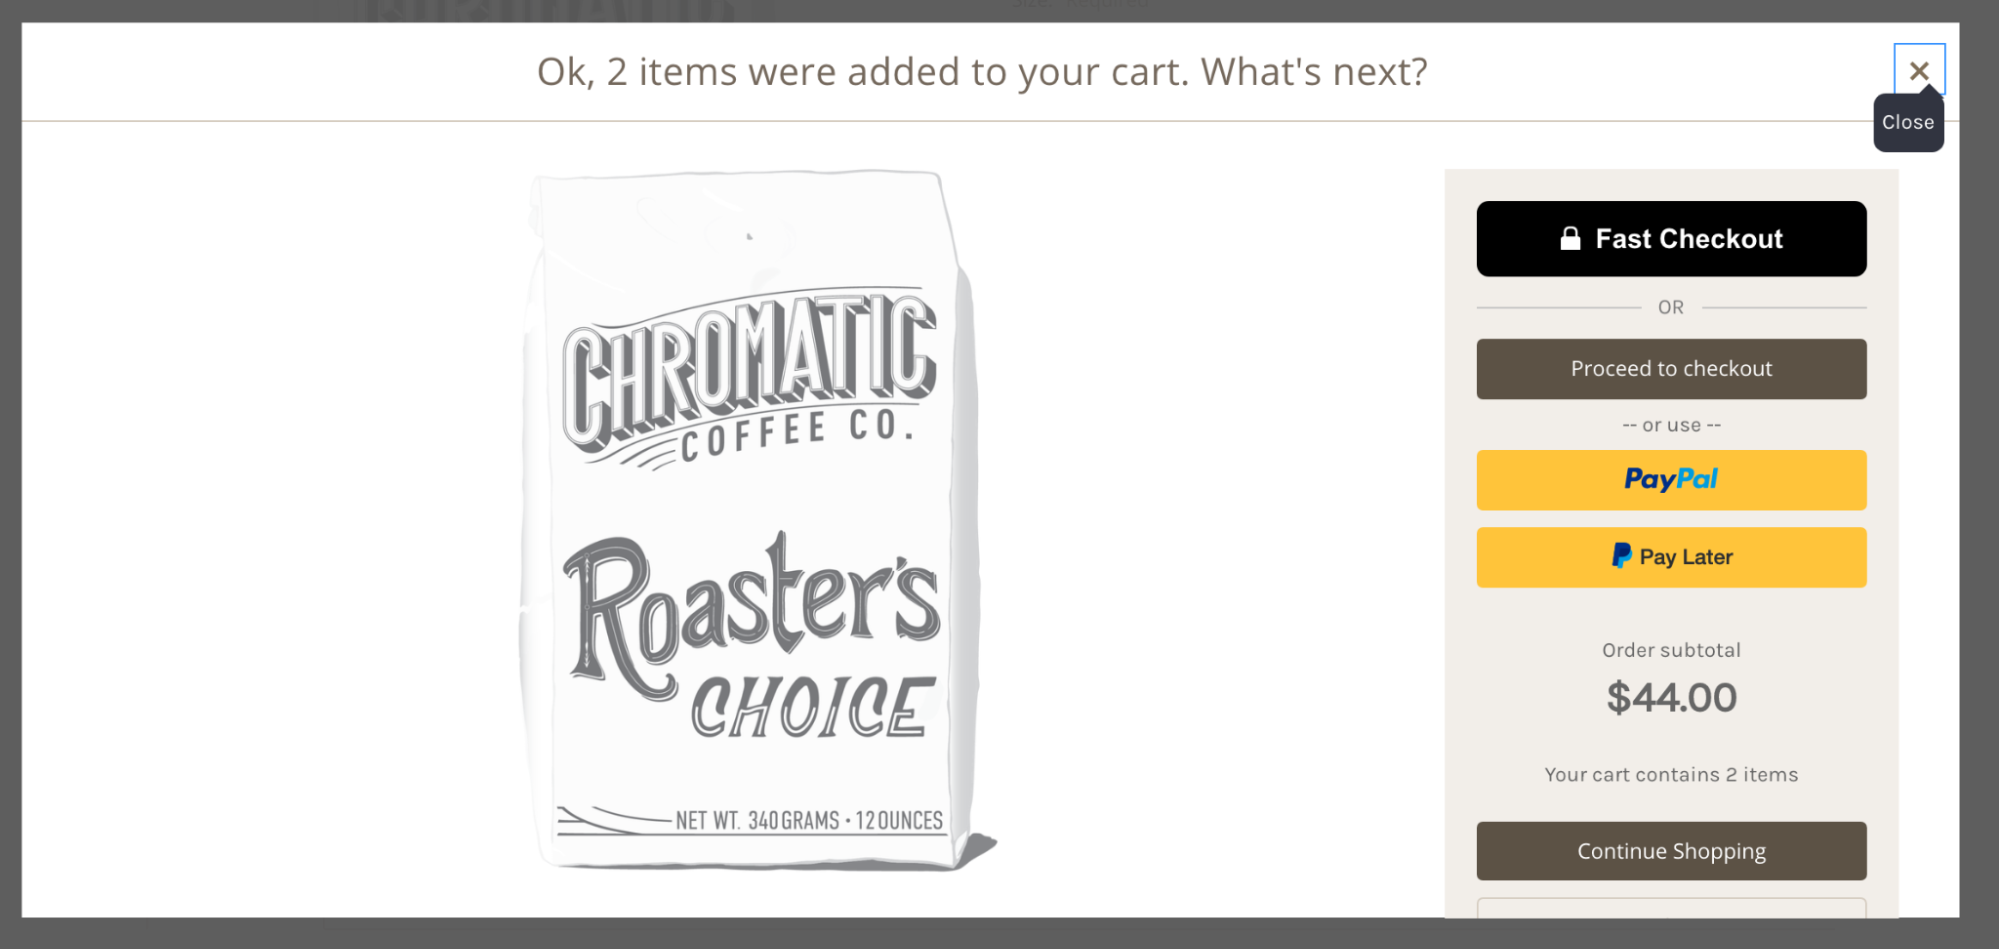 Size: Required
Ok, 2 items were added to your cart. What's next?
Close
CHROMATIC
COFFEE CO.
Roaster's
CHOICE
NET WT. 340 GRAMS • 12 OUNCES
Fast Checkout
OR
Proceed to checkout
-- or use --
PayPal
Pay Later
Order subtotal
$44.00
Your cart contains 2 items
Continue Shopping